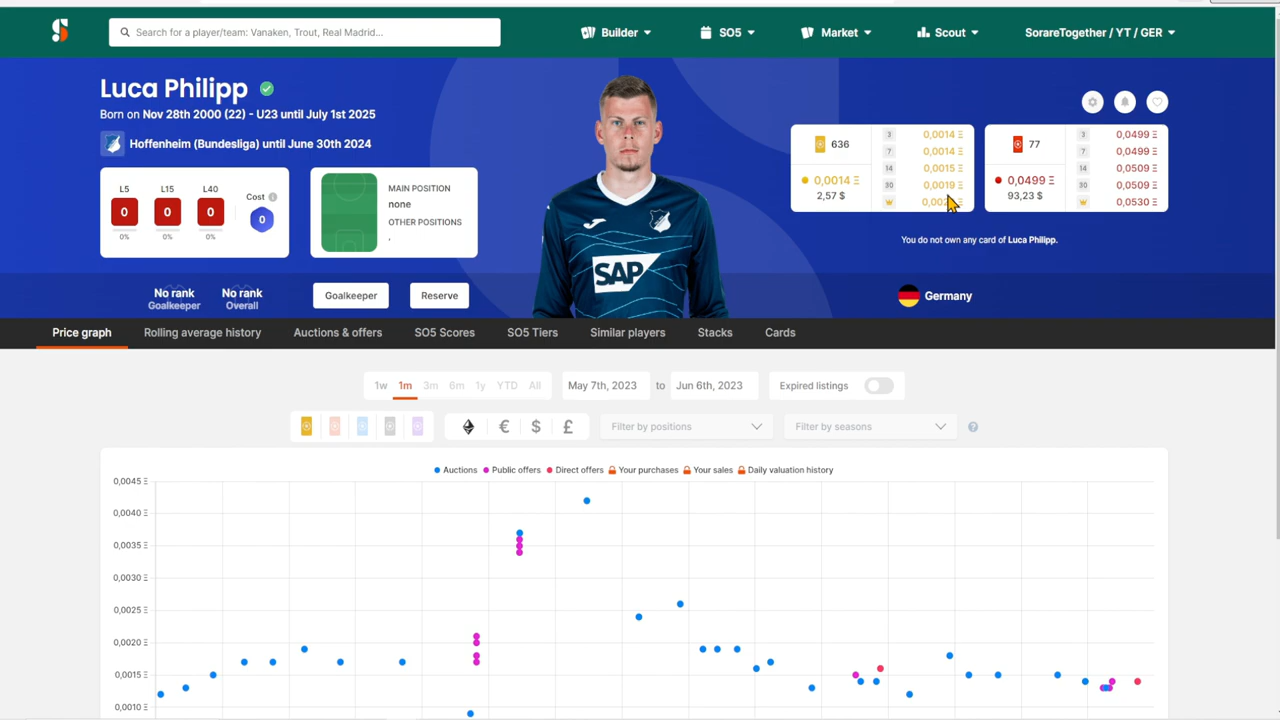 Search for a player/team: Vanaken, Trout, Real Madrid...
Builder
SO5
Market
Scout
SorareTogether / YT / GER
Luca Philipp
Born on Nov 28th 2000 (22) - U23 until July 1st 2025
Hoffenheim (Bundesliga) until June 30th 2024
L5 L15 L40 Cost
0 0 0 0
0% 0% 0%
MAIN POSITION
none
OTHER POSITIONS
,
SAP
636
0,0014 Ξ
2,57 $
3 0,0014 Ξ
7 0,0014 Ξ
14 0,0015 Ξ
30 0,0019 Ξ
77
0,0499 Ξ
93,23 $
3 0,0499 Ξ
7 0,0499 Ξ
14 0,0509 Ξ
30 0,0509 Ξ
0,0530 Ξ
You do not own any card of Luca Philipp.
No rank
Goalkeeper
No rank
Overall
Goalkeeper
Reserve
Germany
Price graph
Rolling average history
Auctions & offers
SO5 Scores
SO5 Tiers
Similar players
Stacks
Cards
1w 1m 3m 6m 1y YTD All
May 7th, 2023 to Jun 6th, 2023
Expired listings
€ $ £
Filter by positions
Filter by seasons
?
Auctions Public offers Direct offers Your purchases Your sales Daily valuation history
0,0045 Ξ
0,0040 Ξ
0,0035 Ξ
0,0030 Ξ
0,0025 Ξ
0,0020 Ξ
0,0015 Ξ
0,0010 Ξ